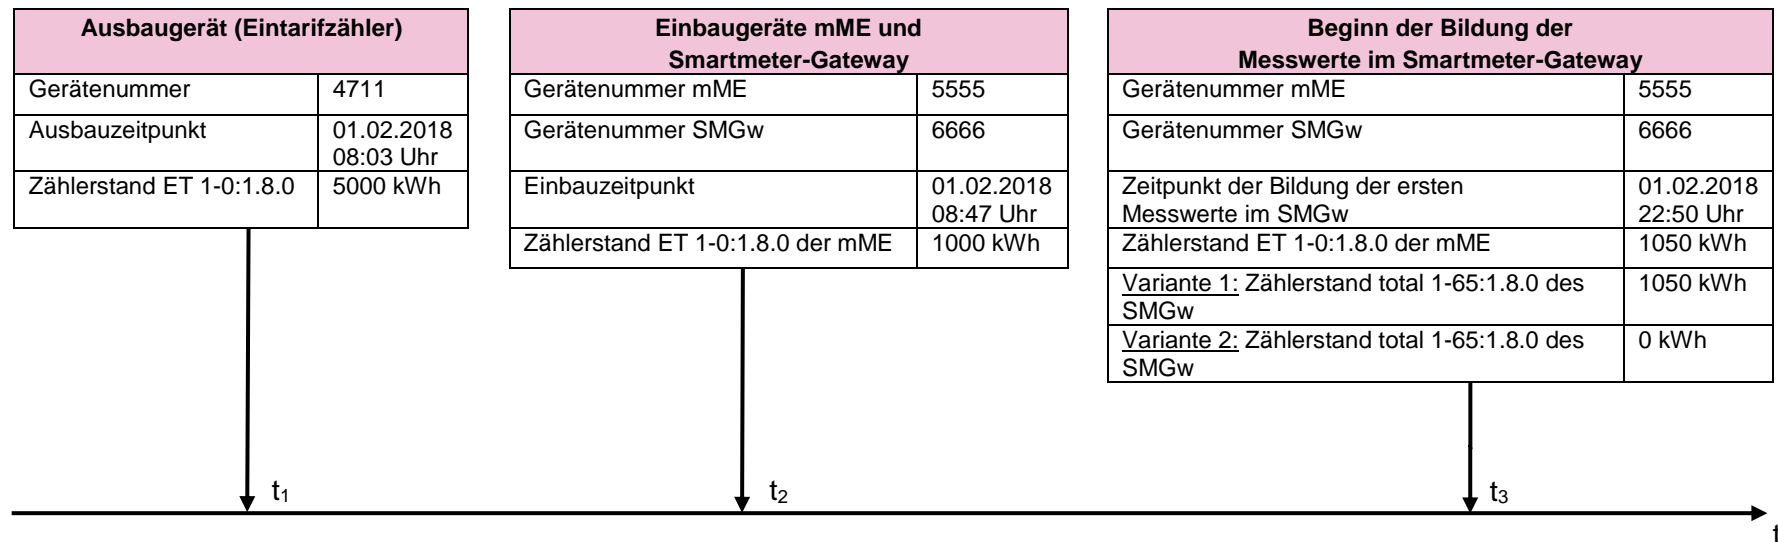 Ausbaugerät (Eintarifzähler)
Gerätenummer 4711
Ausbauzeitpunkt 01.02.2018
08:03 Uhr
Zählerstand ET 1-0:1.8.0 5000 kWh
Einbaugeräte mME und
Smartmeter-Gateway
Gerätenummer mME 5555
Gerätenummer SMGw 6666
Einbauzeitpunkt 01.02.2018
08:47 Uhr
Zählerstand ET 1-0:1.8.0 der mME 1000 kWh
Beginn der Bildung der
Messwerte im Smartmeter-Gateway
Gerätenummer mME 5555
Gerätenummer SMGw 6666
Zeitpunkt der Bildung der ersten 01.02.2018
Messwerte im SMGw 22:50 Uhr
Zählerstand ET 1-0:1.8.0 der mME 1050 kWh
Variante 1: Zählerstand total 1-65:1.8.0 des 1050 kWh
SMGw
Variante 2: Zählerstand total 1-65:1.8.0 des 0 kWh
SMGw
t1
t2
t3
t